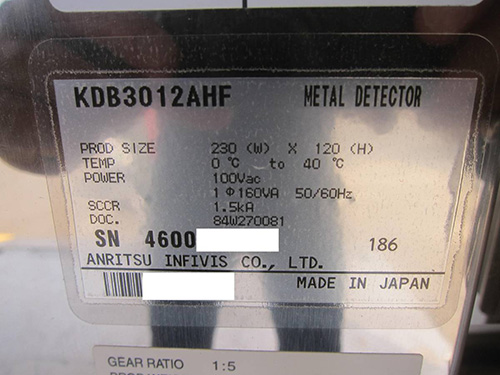 KDB3012AHF METAL DETECTOR
PROD SIZE 230 (W) X 120 (H)
TEMP 0 ℃ to 40 ℃
POWER 100Vac
1 Φ 160VA 50/60Hz
SCCR 1.5kA
DOC. 84W270081
SN 4600
186
ANRITSU INFIVIS CO., LTD.
MADE IN JAPAN
GEAR RATIO 1:5